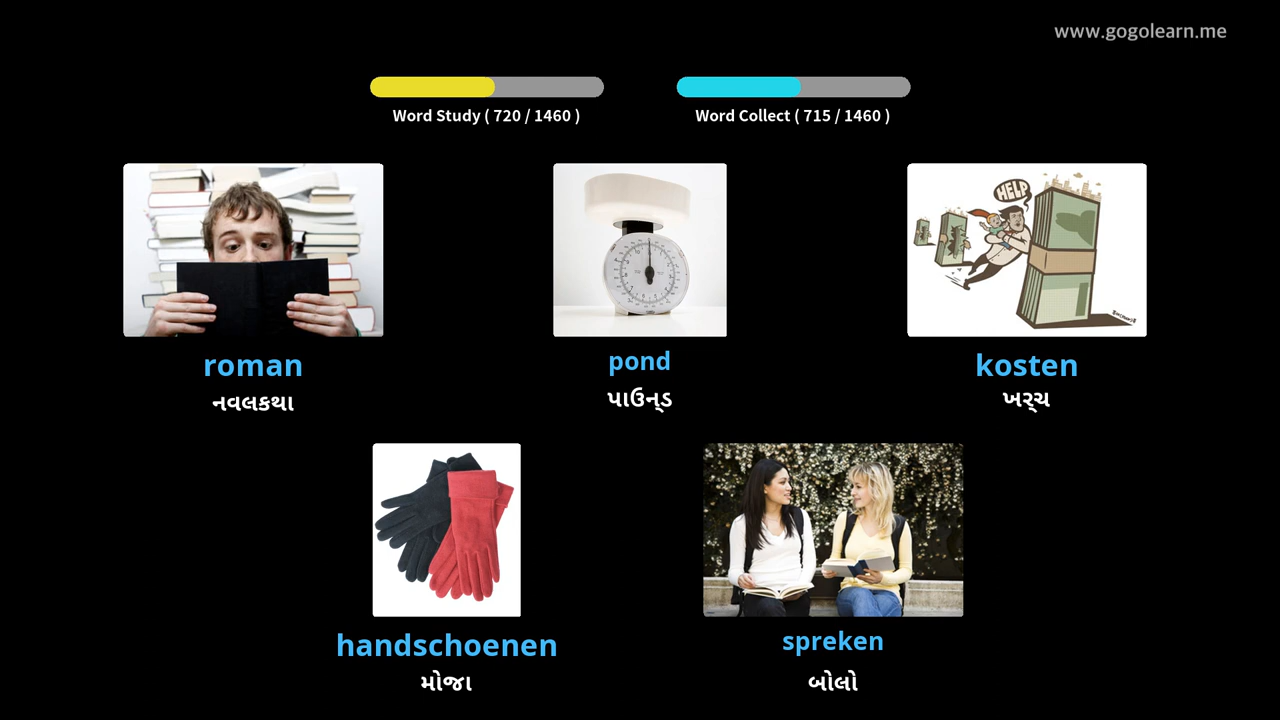 www.gogolearn.me
Word Study ( 720 / 1460 )
Word Collect ( 715 / 1460 )
HELP
roman
નવલકથા
pond
પાઉન્ડ
kosten
ખર્ચ
handschoenen
મોજા
spreken
બોલો